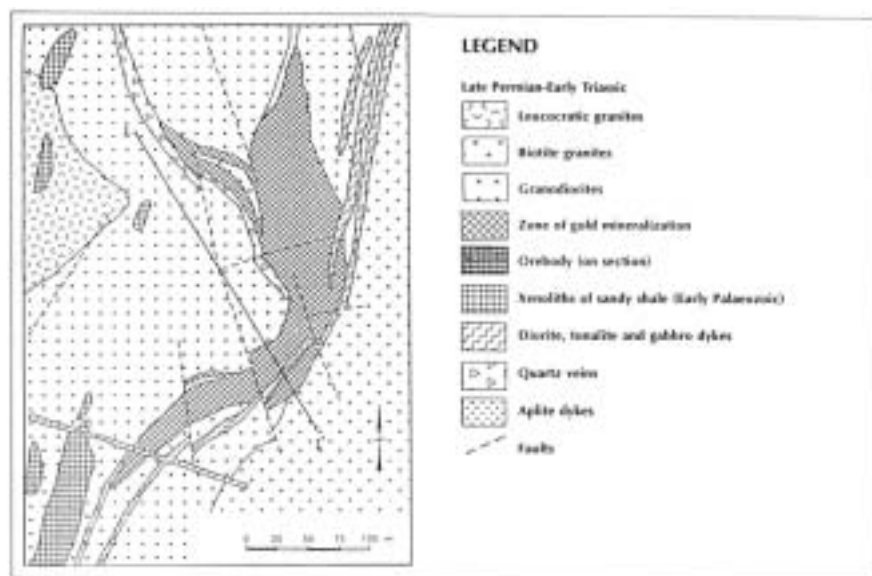 LEGEND
Late Permian-Early Triassic
Leucocratic granites
Biotite granites
Granodiorites
Zone of gold mineralization
Orebody (on section)
Xenoliths of sandy shale (Early Palaeozoic)
Diorite, tonalite and gabbro dykes
Quartz veins
Aplite dykes
Faults
0 25 50 75 100 m